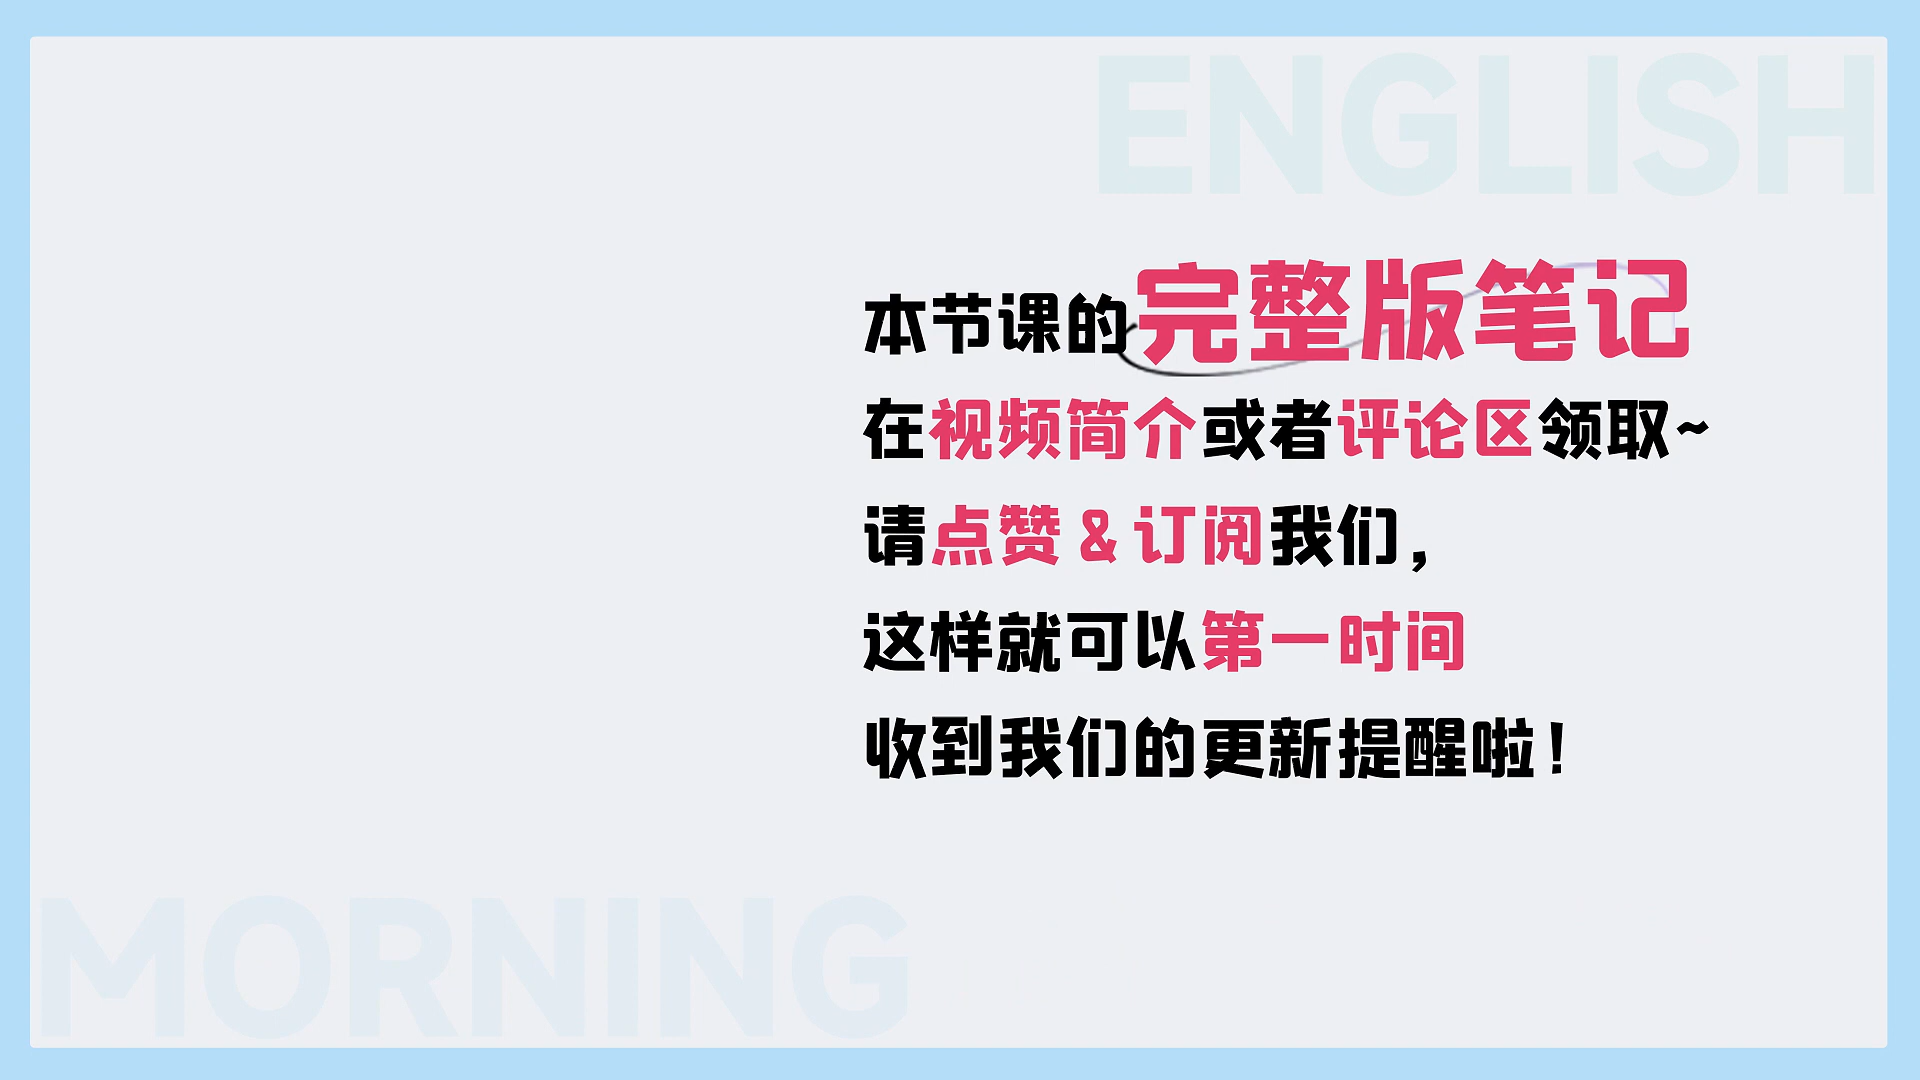 ENGLISH
本节课的完整版笔记
在视频简介或者评论区领取~
请点赞&订阅我们，
这样就可以第一时间
收到我们的更新提醒啦！
MORNING